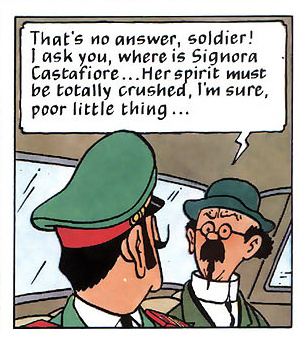 That's no answer, soldier!
I ask you, where is Signora
Castafiore...Her spirit must
be totally crushed, I'm sure,
poor little thing...